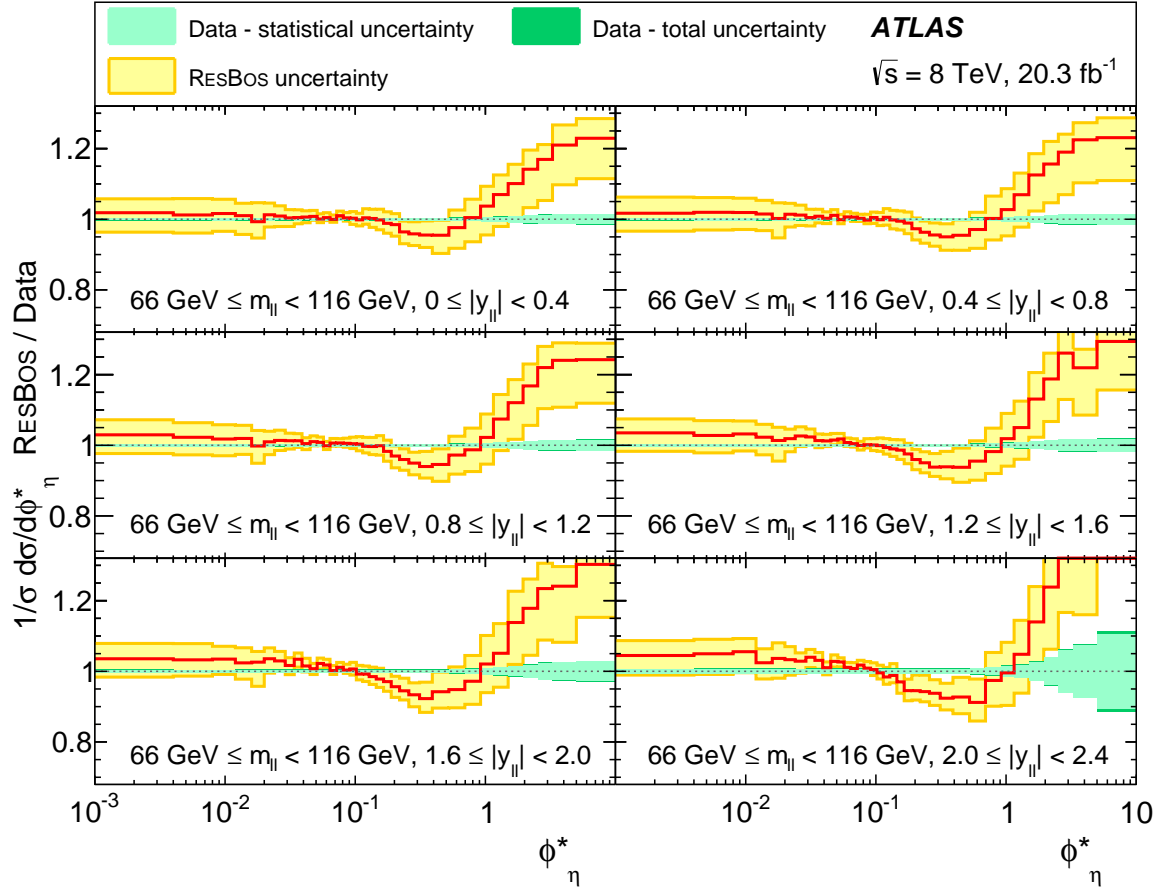 Data - statistical uncertainty Data - total uncertainty ATLAS
RESBOS uncertainty √s = 8 TeV, 20.3 fb⁻¹
1/σ dσ/dϕ*η RESBOS / Data
1.2
1
0.8
66 GeV ≤ mll < 116 GeV, 0 ≤ |yll| < 0.4
66 GeV ≤ mll < 116 GeV, 0.4 ≤ |yll| < 0.8
1.2
1
0.8
66 GeV ≤ mll < 116 GeV, 0.8 ≤ |yll| < 1.2
66 GeV ≤ mll < 116 GeV, 1.2 ≤ |yll| < 1.6
1.2
1
0.8
66 GeV ≤ mll < 116 GeV, 1.6 ≤ |yll| < 2.0
66 GeV ≤ mll < 116 GeV, 2.0 ≤ |yll| < 2.4
10⁻³ 10⁻² 10⁻¹ 1 10⁻² 10⁻¹ 1 10
ϕ*η ϕ*η